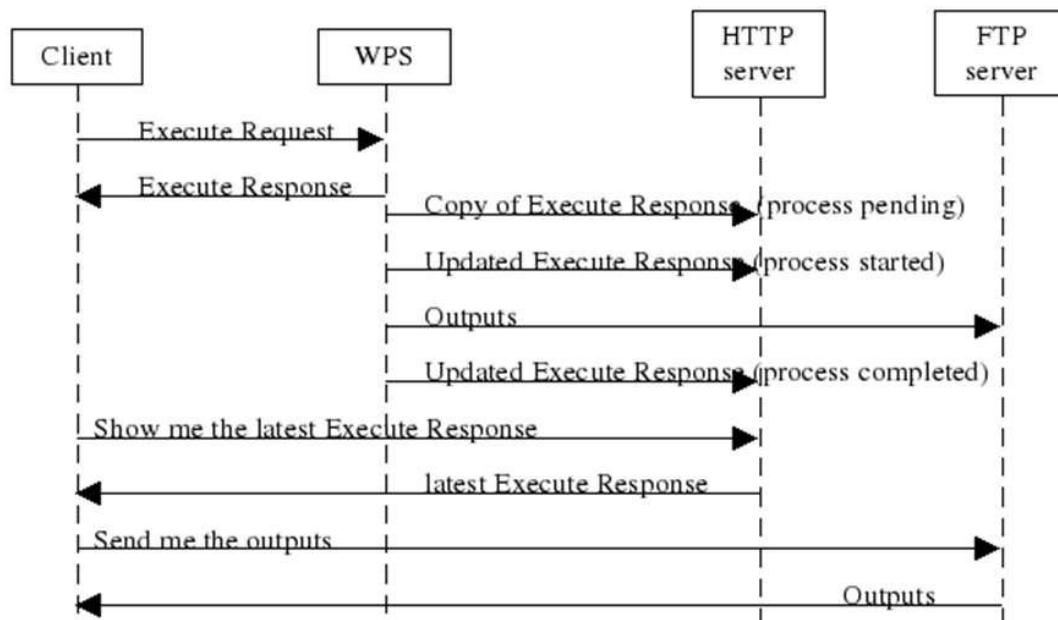 Client
WPS
HTTP
server
FTP
server
Execute Request
Execute Response
Copy of Execute Response (process pending)
Updated Execute Response (process started)
Outputs
Updated Execute Response (process completed)
Show me the latest Execute Response
latest Execute Response
Send me the outputs
Outputs